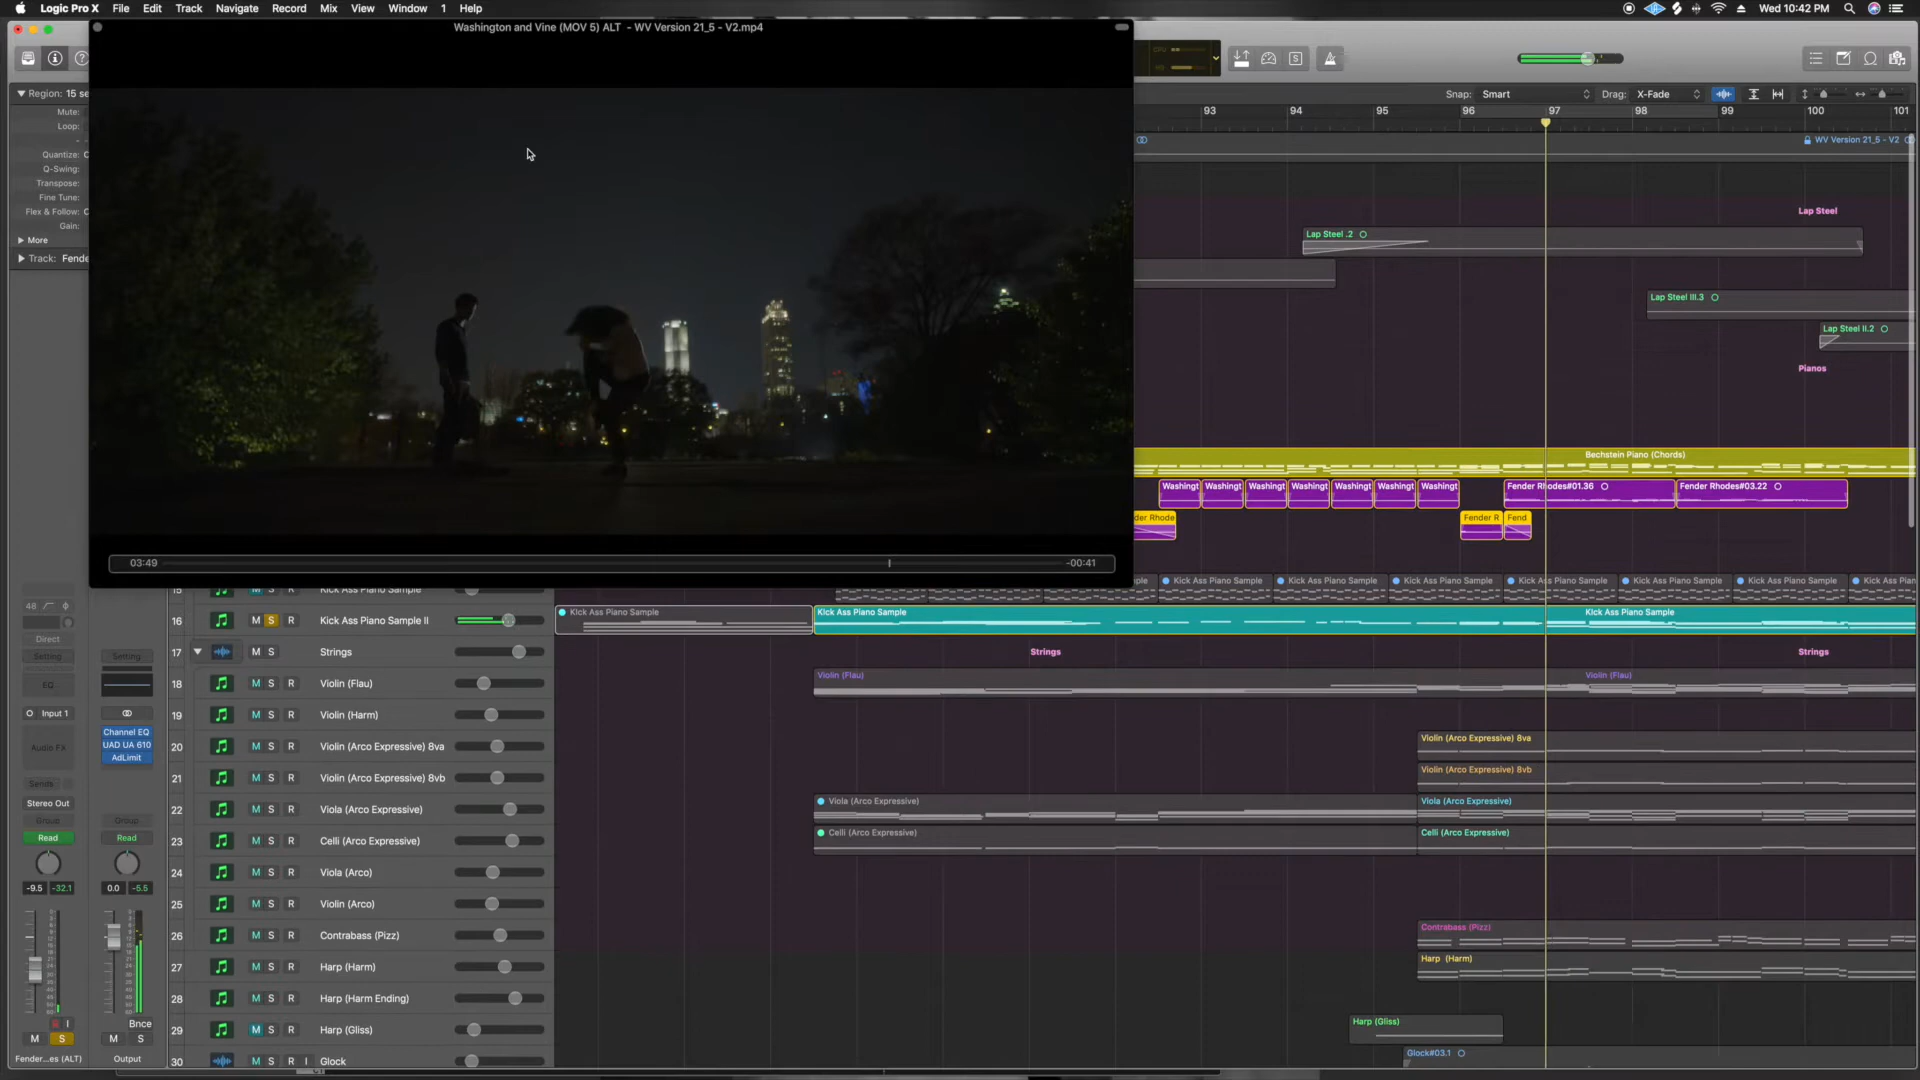 Logic Pro X File Edit Track Navigate Record Mix View Window 1 Help
Wed 10:42 PM
Washington and Vine (MOV 5) ALT - WV Version 21_5 - V2.mp4
Region: 15 se
Snap: Smart
Drag: X-Fade
Mute:
Loop:
93 94 95 96 97 98 99 100 101
WV Version 21_5 - V2
Quantize:
Q-Swing:
Transpose:
Fine Tune:
Flex & Follow:
Gain:
More
Track: Fende
Lap Steel
Lap Steel .2
Lap Steel III.3
Lap Steel II.2
Pianos
Bechstein Piano (Chords)
Washingt Washingt Washingt Washingt Washingt Washingt Washingt Fender Rhodes#01.36 Fender Rhodes#03.22
der Rhode Fender R Fend
03:49 -00:41
Kick Ass Piano Sample Kick Ass Piano Sample Kick Ass Piano Sample Kick Ass Piano Sample Kick Ass Piano Sample Kick Ass Piano Sample Kick Ass Pian
15 Kick Ass Piano Sample
16 M S R Kick Ass Piano Sample II
Kick Ass Piano Sample Kick Ass Piano Sample Kick Ass Piano Sample
17 M S Strings
Strings Strings
18 M S R Violin (Flau)
Violin (Flau) Violin (Flau)
19 M S R Violin (Harm)
20 M S R Violin (Arco Expressive) 8va
Violin (Arco Expressive) 8va
21 M S R Violin (Arco Expressive) 8vb
Violin (Arco Expressive) 8vb
22 M S R Viola (Arco Expressive)
Viola (Arco Expressive) Viola (Arco Expressive)
23 M S R Celli (Arco Expressive)
Celli (Arco Expressive) Celli (Arco Expressive)
24 M S R Viola (Arco)
25 M S R Violin (Arco)
26 M S R Contrabass (Pizz)
Contrabass (Pizz)
27 M S R Harp (Harm)
Harp (Harm)
28 M S R Harp (Harm Ending)
29 M S R Harp (Gliss)
Harp (Gliss)
30 M S R I Glock
Glock#03.1
Direct
Setting Setting
EQ
Input 1
Channel EQ
UAD UA 610
AdLimit
Audio FX
Sends
Stereo Out
Group Group
Read Read
-9.5 -32.1 0.0 -5.5
Bnce
M S M S
Fender...es (ALT) Output